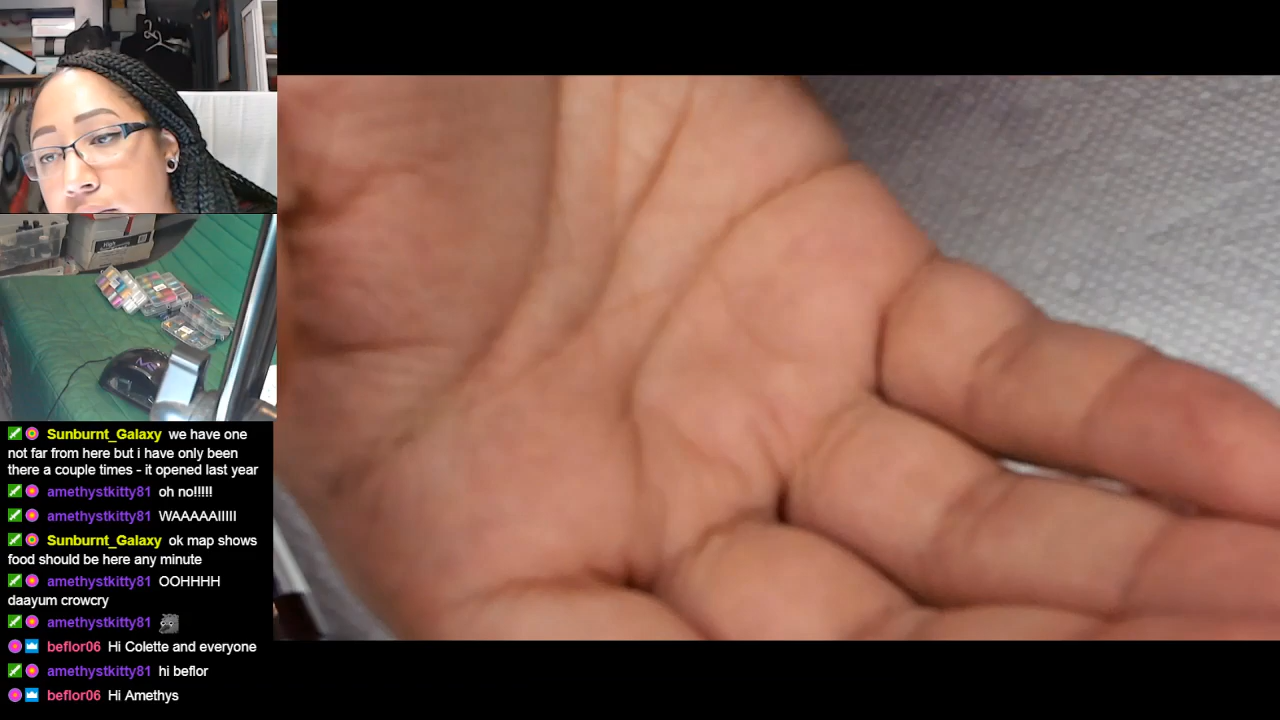 High
Sunburnt_Galaxy we have one
not far from here but i have only been
there a couple times - it opened last year
amethystkitty81 oh no!!!!!
amethystkitty81 WAAAAAIIIII
Sunburnt_Galaxy ok map shows
food should be here any minute
amethystkitty81 OOHHHH
daayum crowcry
amethystkitty81
beflor06 Hi Colette and everyone
amethystkitty81 hi beflor
beflor06 Hi Amethys